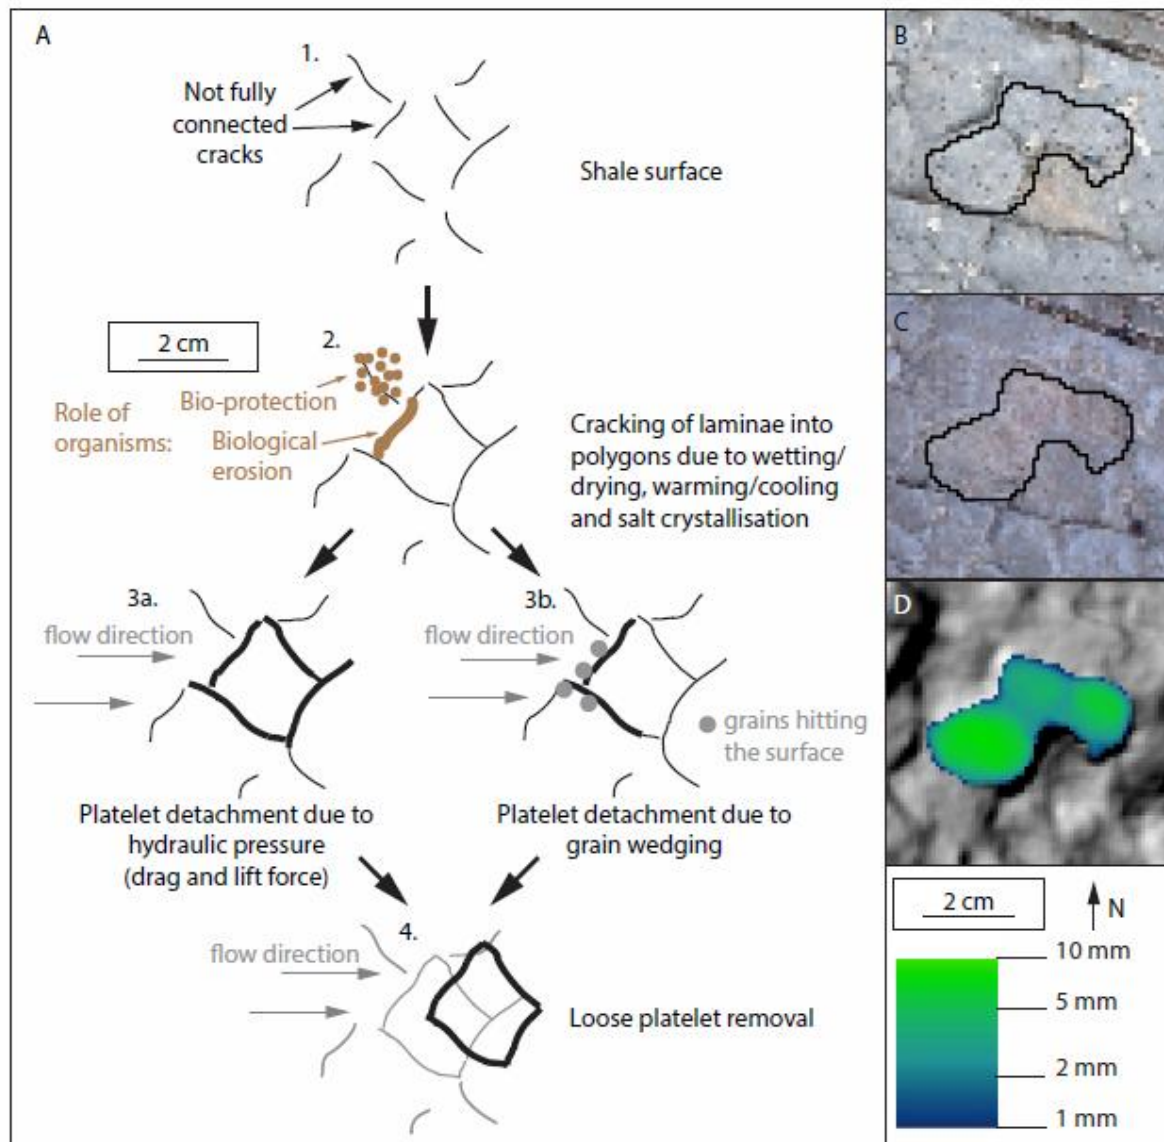 A
1.
Not fully
connected
cracks
Shale surface
2 cm
2.
Bio-protection
Role of
organisms:
Biological
erosion
Cracking of laminae into
polygons due to wetting/
drying, warming/cooling
and salt crystallisation
3a.
flow direction
3b.
flow direction
grains hitting
the surface
Platelet detachment due to
hydraulic pressure
(drag and lift force)
Platelet detachment due to
grain wedging
4.
flow direction
Loose platelet removal
B
C
D
2 cm
N
10 mm
5 mm
2 mm
1 mm